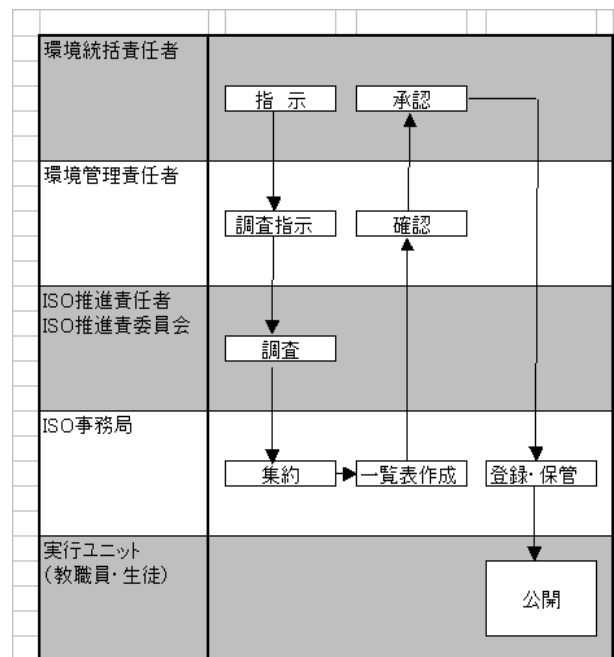 環境統括責任者
指 示
承認
環境管理責任者
調査指示
確認
ISO推進責任者
ISO推進責委員会
調査
ISO事務局
集約
一覧表作成
登録・保管
実行ユニット
(教職員・生徒)
公開